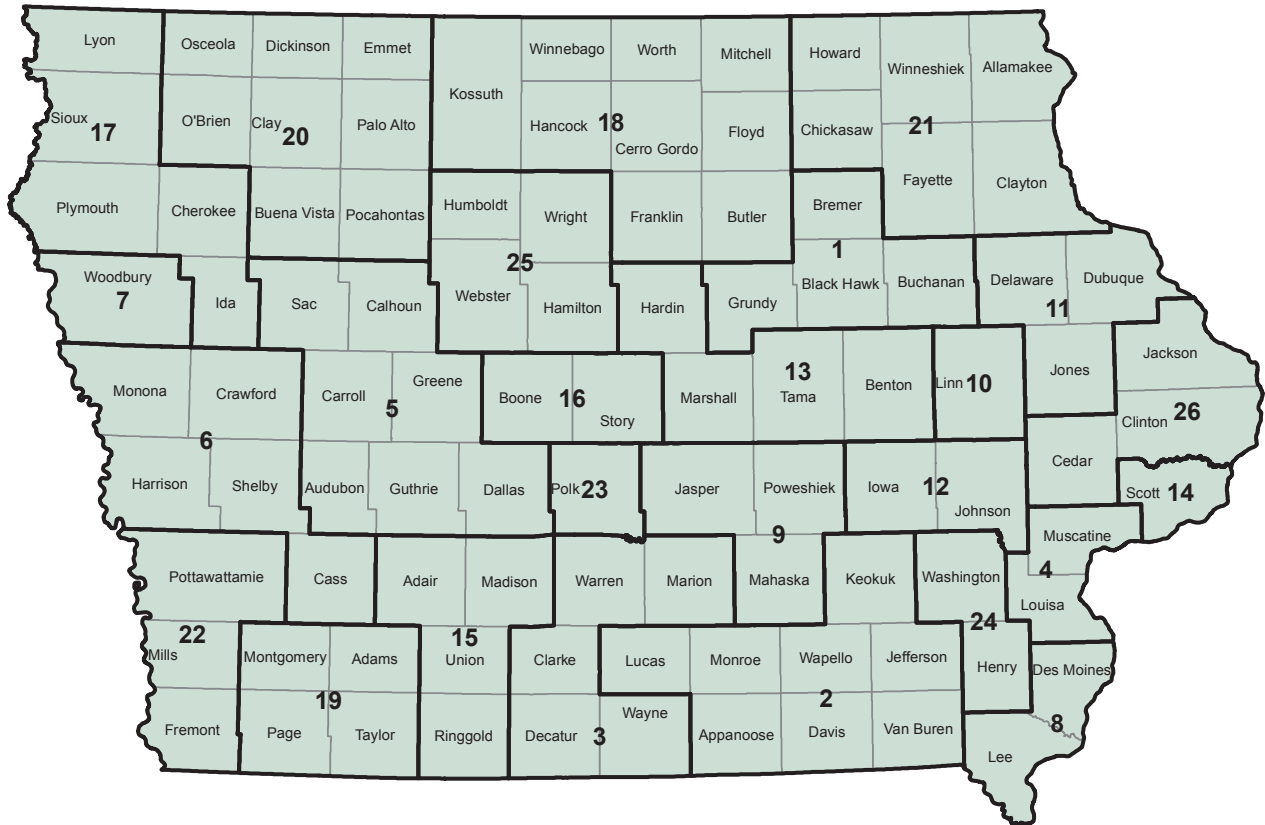 Lyon
Osceola
Dickinson
Emmet
Kossuth
Winnebago
Worth
Mitchell
Howard
Winneshiek
Allamakee
Sioux
17
O'Brien
Clay
20
Palo Alto
Hancock
18
Cerro Gordo
Floyd
Chickasaw
21
Fayette
Clayton
Plymouth
Cherokee
Buena Vista
Pocahontas
Humboldt
Wright
Franklin
Butler
Bremer
1
Black Hawk
Buchanan
Delaware
Dubuque
11
Woodbury
7
Ida
Sac
Calhoun
25
Webster
Hamilton
Hardin
Grundy
Jackson
Monona
Crawford
Carroll
Greene
5
Boone
16
Story
Marshall
13
Tama
Benton
Linn
10
Jones
Clinton
26
6
Harrison
Shelby
Audubon
Guthrie
Dallas
Polk
23
Jasper
Poweshiek
9
Iowa
12
Johnson
Cedar
Scott
14
Muscatine
4
Louisa
Pottawattamie
Cass
Adair
Madison
Warren
Marion
Mahaska
Keokuk
Washington
24
22
Mills
Montgomery
Adams
15
Union
Clarke
Lucas
Monroe
Wapello
Jefferson
Henry
Des Moines
19
2
8
Fremont
Page
Taylor
Ringgold
Decatur
3
Wayne
Appanoose
Davis
Van Buren
Lee